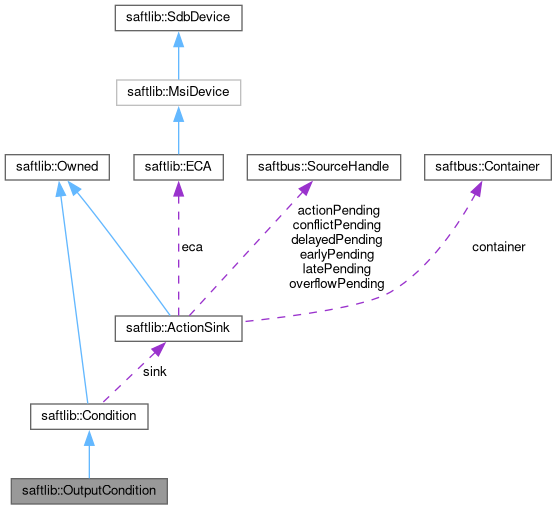 saftlib::SdbDevice
saftlib::MsiDevice
saftlib::Owned
saftlib::ECA
saftbus::SourceHandle
saftbus::Container
actionPending
conflictPending
delayedPending
earlyPending
latePending
overflowPending
eca
container
saftlib::ActionSink
sink
saftlib::Condition
saftlib::OutputCondition